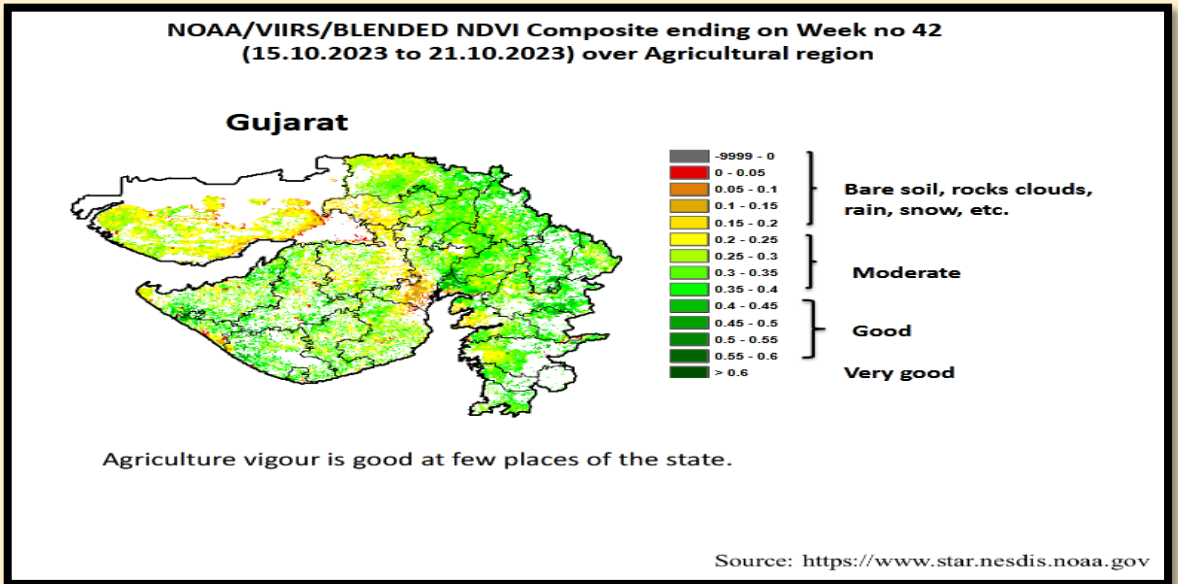 NOAA/VIIRS/BLENDED NDVI Composite ending on Week no 42
(15.10.2023 to 21.10.2023) over Agricultural region
Gujarat
-9999 - 0
0 - 0.05
0.05 - 0.1
0.1 - 0.15
0.15 - 0.2
0.2 - 0.25
0.25 - 0.3
0.3 - 0.35
0.35 - 0.4
0.4 - 0.45
0.45 - 0.5
0.5 - 0.55
0.55 - 0.6
> 0.6
Bare soil, rocks clouds,
rain, snow, etc.
Moderate
Good
Very good
Agriculture vigour is good at few places of the state.
Source: https://www.star.nesdis.noaa.gov